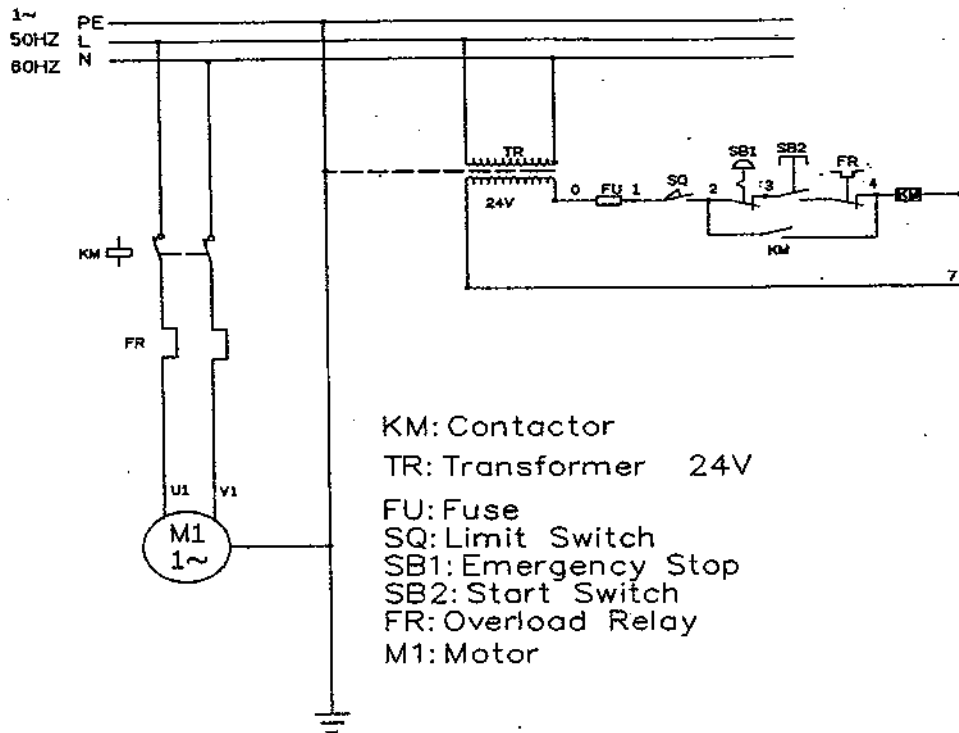 1~ PE
50HZ L
60HZ N
TR
24V
0 FU 1 SQ 2 SB1 3 SB2 FR 4 KM
KM
7
KM
FR
U1 V1
M1
1~
KM: Contactor
TR: Transformer 24V
FU: Fuse
SQ: Limit Switch
SB1: Emergency Stop
SB2: Start Switch
FR: Overload Relay
M1: Motor